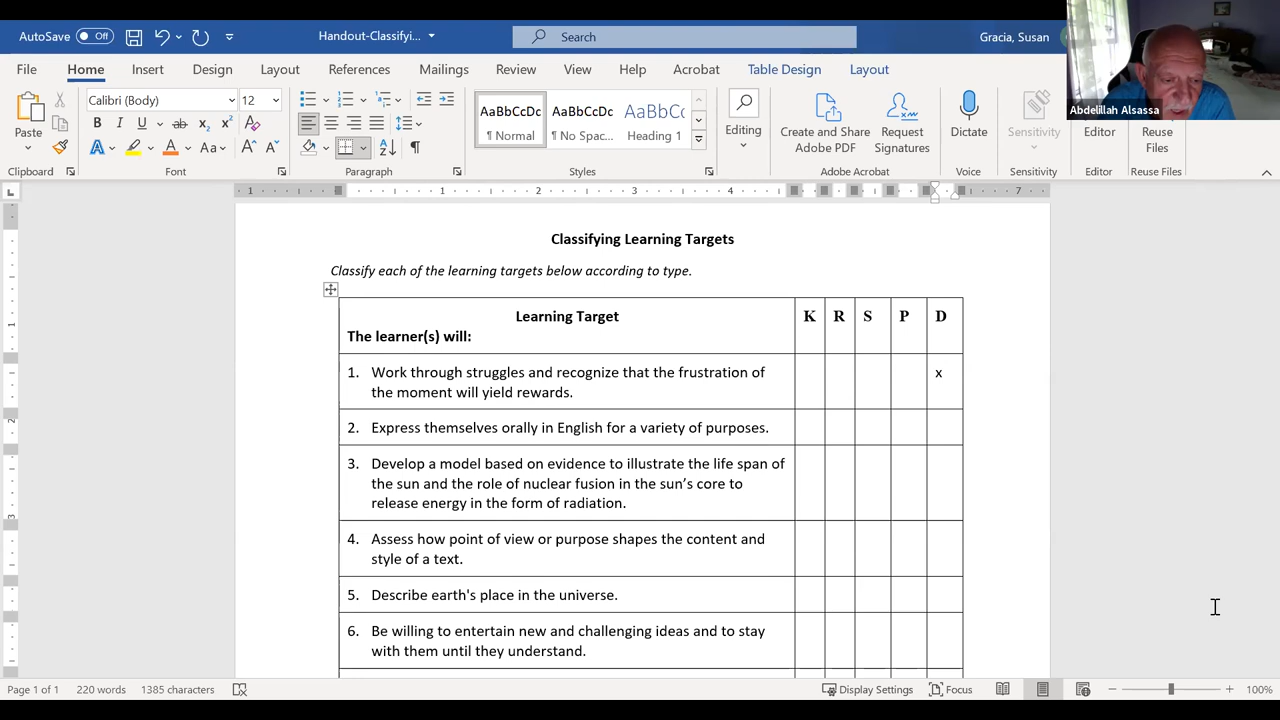 AutoSave Off Handout-Classifyi... Search Gracia, Susan
File Home Insert Design Layout References Mailings Review View Help Acrobat Table Design Layout
Abdelillah Alsassa
Paste
Calibri (Body) 12
AaBbCcDc AaBbCcDc AaBbCc
¶ Normal ¶ No Spac... Heading 1
Editing
Create and Share Adobe PDF
Request Signatures
Dictate
Sensitivity
Editor
Reuse Files
Clipboard Font Paragraph Styles Adobe Acrobat Voice Sensitivity Editor Reuse Files
1 1 2 3 4 7
Classifying Learning Targets
Classify each of the learning targets below according to type.
Learning Target K R S P D
The learner(s) will:
1. Work through struggles and recognize that the frustration of x
the moment will yield rewards.
2. Express themselves orally in English for a variety of purposes.
3. Develop a model based on evidence to illustrate the life span of
the sun and the role of nuclear fusion in the sun's core to
release energy in the form of radiation.
4. Assess how point of view or purpose shapes the content and
style of a text.
5. Describe earth's place in the universe.
6. Be willing to entertain new and challenging ideas and to stay
with them until they understand.
Page 1 of 1 220 words 1385 characters Display Settings Focus 100%